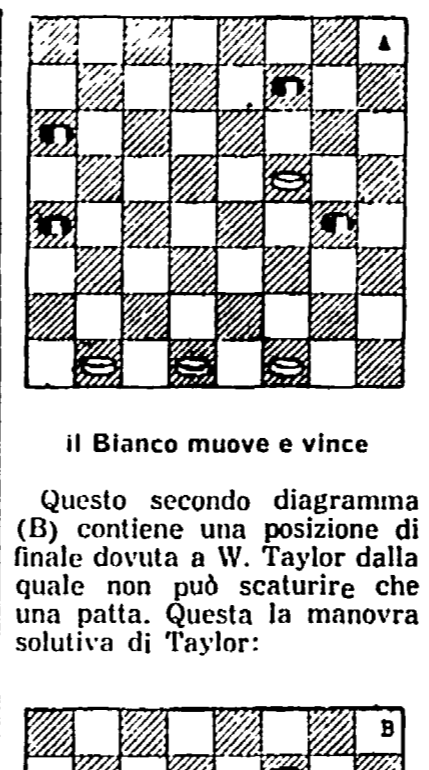 A
il Bianco muove e vince
Questo secondo diagramma
(B) contiene una posizione di
finale dovuta a W. Taylor dalla
quale non può scaturire che
una patta. Questa la manovra
solutiva di Taylor:
B